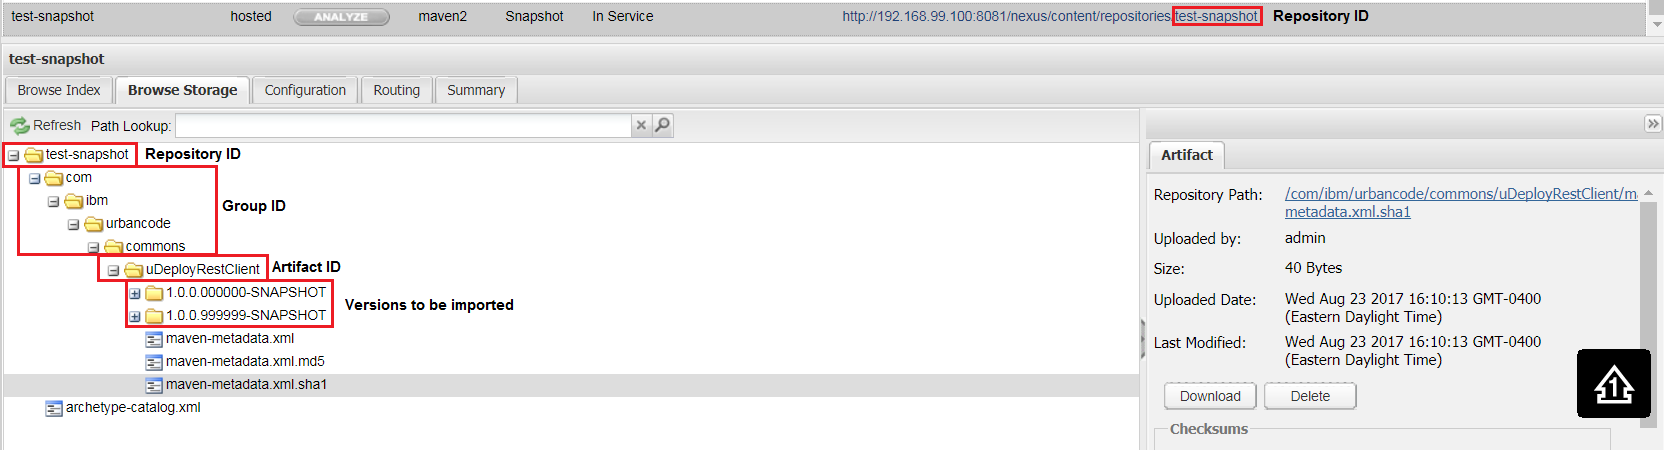 test-snapshot hosted ANALYZE maven2 Snapshot In Service http://192.168.99.100:8081/nexus/content/repositories/test-snapshot Repository ID
test-snapshot
Browse Index Browse Storage Configuration Routing Summary
Refresh Path Lookup:
test-snapshot Repository ID
com
ibm
Group ID
urbancode
commons
uDeployRestClient Artifact ID
1.0.0.000000-SNAPSHOT
Versions to be imported
1.0.0.999999-SNAPSHOT
maven-metadata.xml
maven-metadata.xml.md5
maven-metadata.xml.sha1
archetype-catalog.xml
Artifact
Repository Path: /com/ibm/urbancode/commons/uDeployRestClient/ma
metadata.xml.sha1
Uploaded by: admin
Size: 40 Bytes
Uploaded Date: Wed Aug 23 2017 16:10:13 GMT-0400
(Eastern Daylight Time)
Last Modified: Wed Aug 23 2017 16:10:13 GMT-0400
(Eastern Daylight Time)
1
Download Delete
Checksums